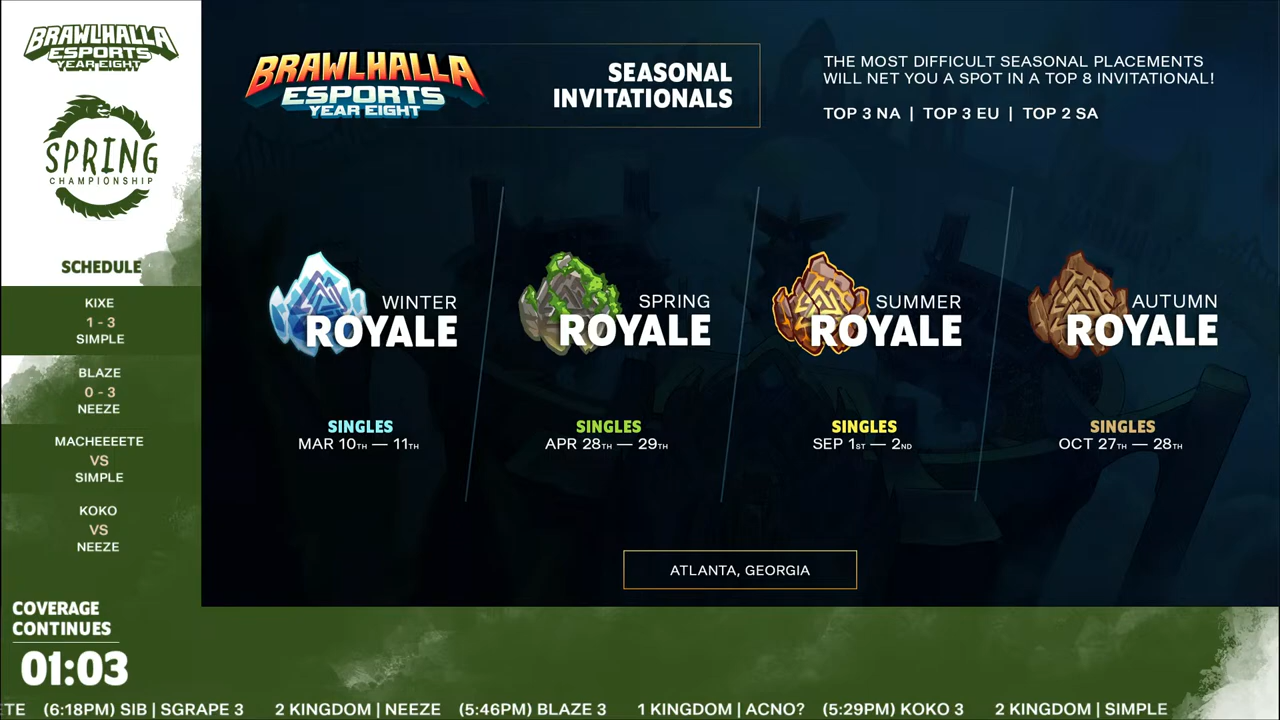 BRAWLHALLA
ESPORTS
YEAR EIGHT
SPRING
CHAMPIONSHIP
SCHEDULE
KIXE
1 - 3
SIMPLE
BLAZE
0 - 3
NEEZE
MACHEEEETE
VS
SIMPLE
KOKO
VS
NEEZE
COVERAGE
CONTINUES
01:03
BRAWLHALLA
ESPORTS
YEAR EIGHT
SEASONAL
INVITATIONALS
THE MOST DIFFICULT SEASONAL PLACEMENTS
WILL NET YOU A SPOT IN A TOP 8 INVITATIONAL!
TOP 3 NA | TOP 3 EU | TOP 2 SA
WINTER
ROYALE
SINGLES
MAR 10TH — 11TH
SPRING
ROYALE
SINGLES
APR 28TH — 29TH
SUMMER
ROYALE
SINGLES
SEP 1ST — 2ND
AUTUMN
ROYALE
SINGLES
OCT 27TH — 28TH
ATLANTA, GEORGIA
TE (6:18PM) SIB | SGRAPE 3 2 KINGDOM | NEEZE (5:46PM) BLAZE 3 1 KINGDOM | ACNO? (5:29PM) KOKO 3 2 KINGDOM | SIMPLE